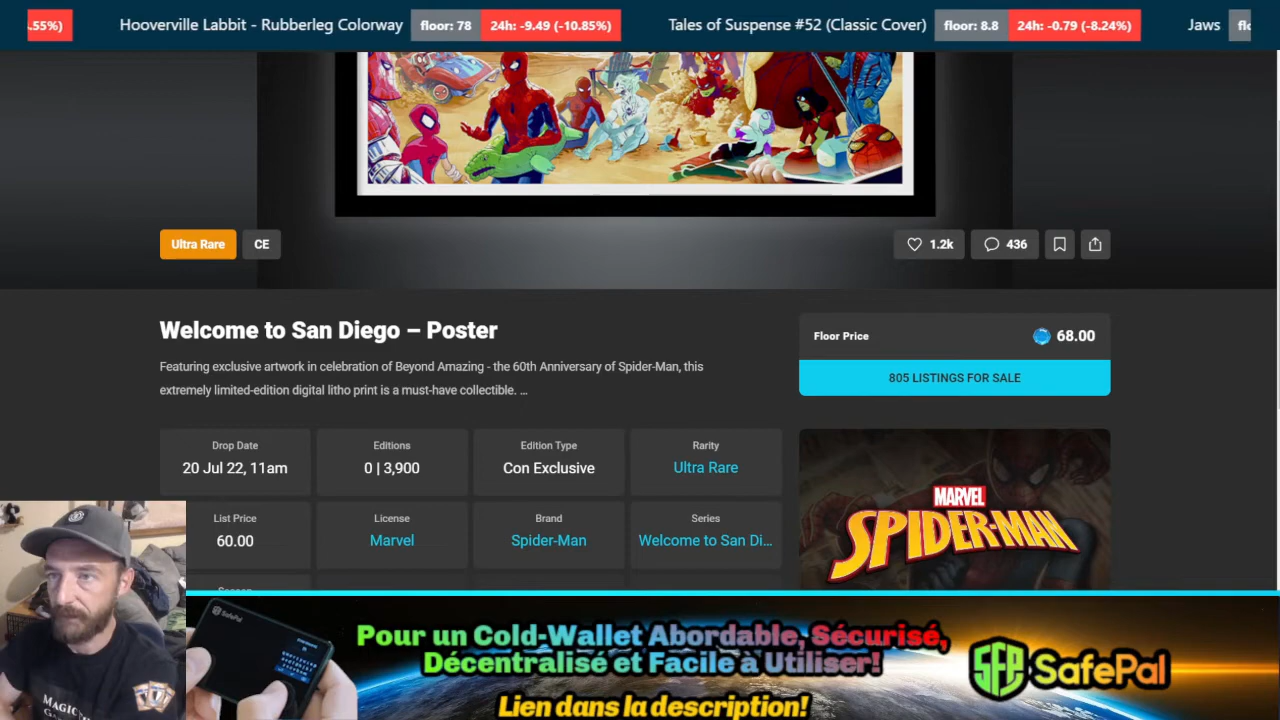 .55%)
Hooverville Labbit - Rubberleg Colorway floor: 78 24h: -9.49 (-10.85%)
Tales of Suspense #52 (Classic Cover) floor: 8.8 24h: -0.79 (-8.24%)
Jaws
Ultra Rare
CE
1.2k
436
Welcome to San Diego – Poster
Featuring exclusive artwork in celebration of Beyond Amazing - the 60th Anniversary of Spider-Man, this
extremely limited-edition digital litho print is a must-have collectible. ...
Floor Price
68.00
805 LISTINGS FOR SALE
Drop Date
20 Jul 22, 11am
Editions
0 | 3,900
Edition Type
Con Exclusive
Rarity
Ultra Rare
List Price
60.00
License
Marvel
Brand
Spider-Man
Series
Welcome to San Di...
MARVEL
SPIDER-MAN
SafePal
Pour un Cold-Wallet Abordable, Sécurisé,
Décentralisé et Facile à Utiliser!
Lien dans la description!
SFP SafePal